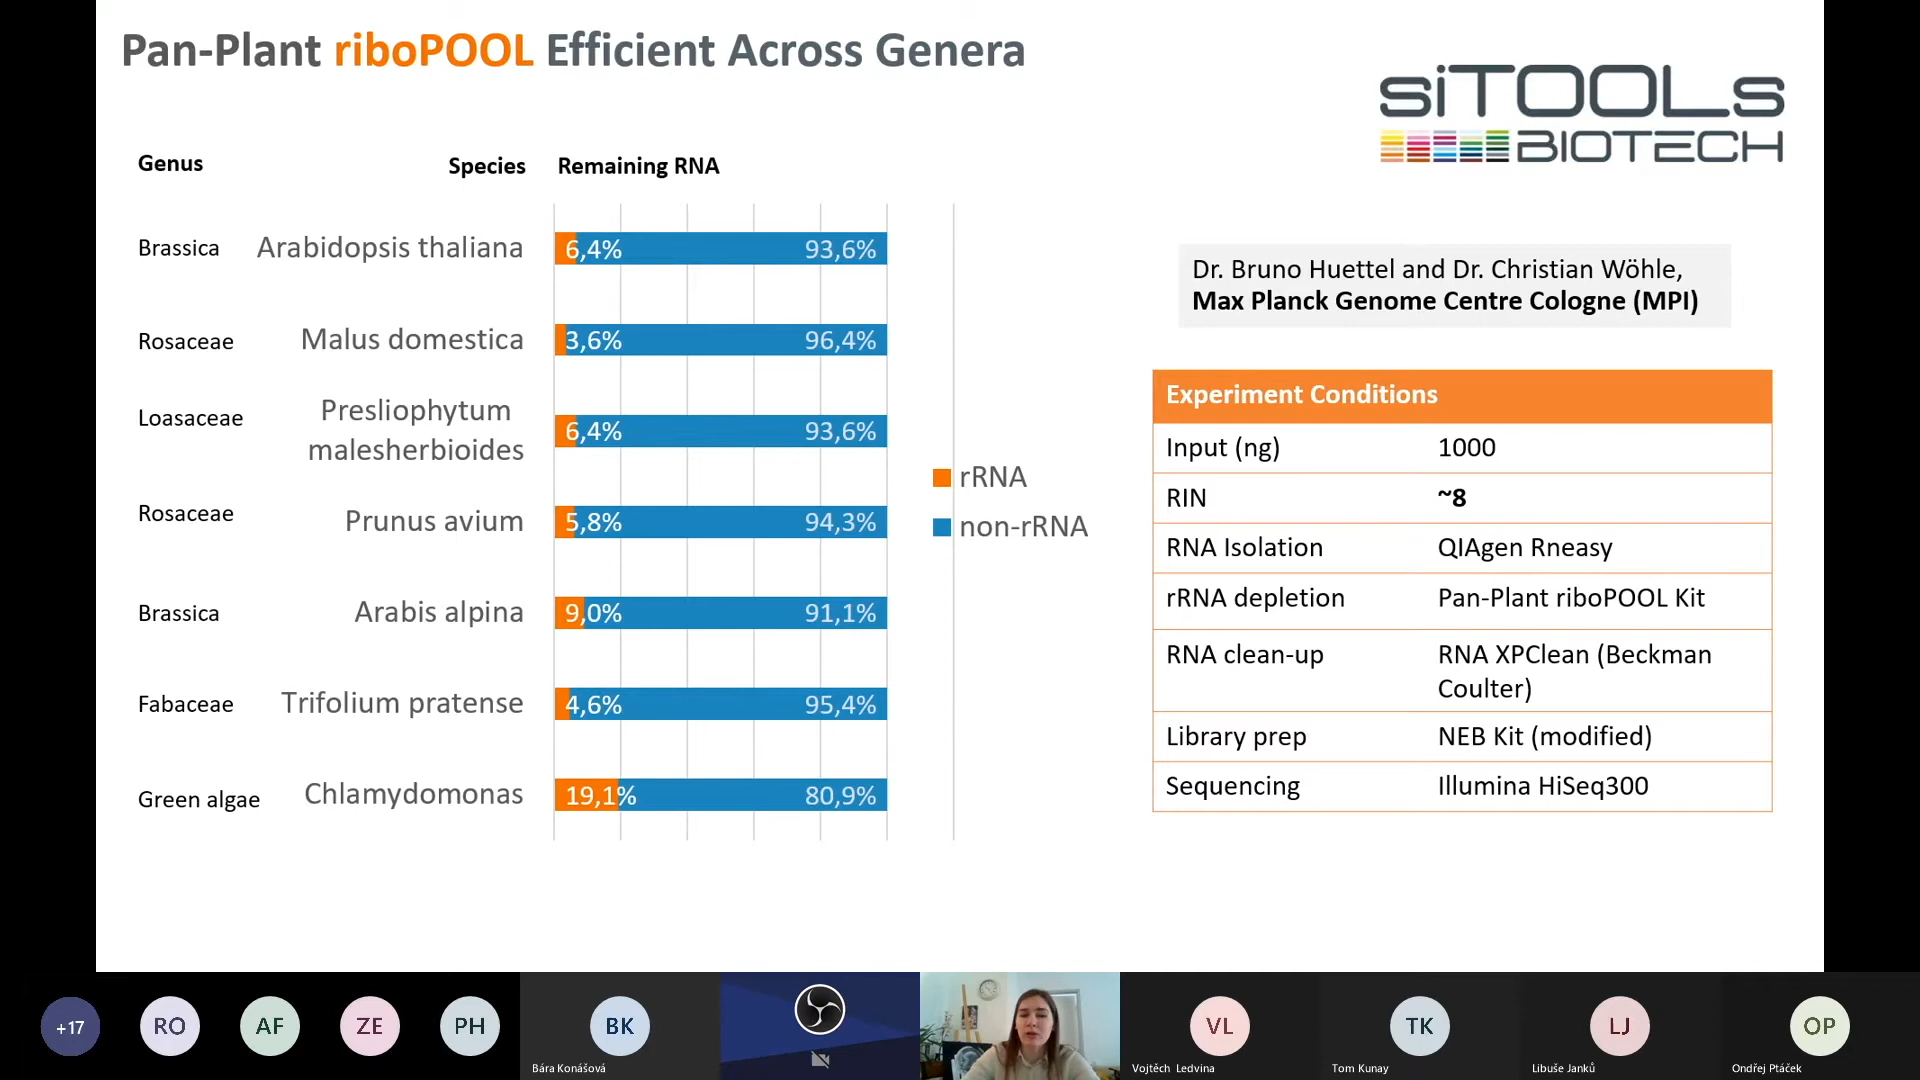 Pan-Plant riboPOOL Efficient Across Genera
siTOOLs
BIOTECH
Genus Species Remaining RNA
Brassica Arabidopsis thaliana 6,4% 93,6%
Rosaceae Malus domestica 3,6% 96,4%
Loasaceae Presliophytum
malesherbioides 6,4% 93,6%
Rosaceae Prunus avium 5,8% 94,3%
Brassica Arabis alpina 9,0% 91,1%
Fabaceae Trifolium pratense 4,6% 95,4%
Green algae Chlamydomonas 19,1% 80,9%
rRNA
non-rRNA
Dr. Bruno Huettel and Dr. Christian Wöhle,
Max Planck Genome Centre Cologne (MPI)
Experiment Conditions
Input (ng) 1000
RIN ~8
RNA Isolation QIAgen Rneasy
rRNA depletion Pan-Plant riboPOOL Kit
RNA clean-up RNA XPClean (Beckman
Coulter)
Library prep NEB Kit (modified)
Sequencing Illumina HiSeq300
+17 RO AF ZE PH BK VL TK LJ OP
Bára Konášová Vojtěch Ledvina Tom Kunay Libuše Janků Ondřej Ptáček